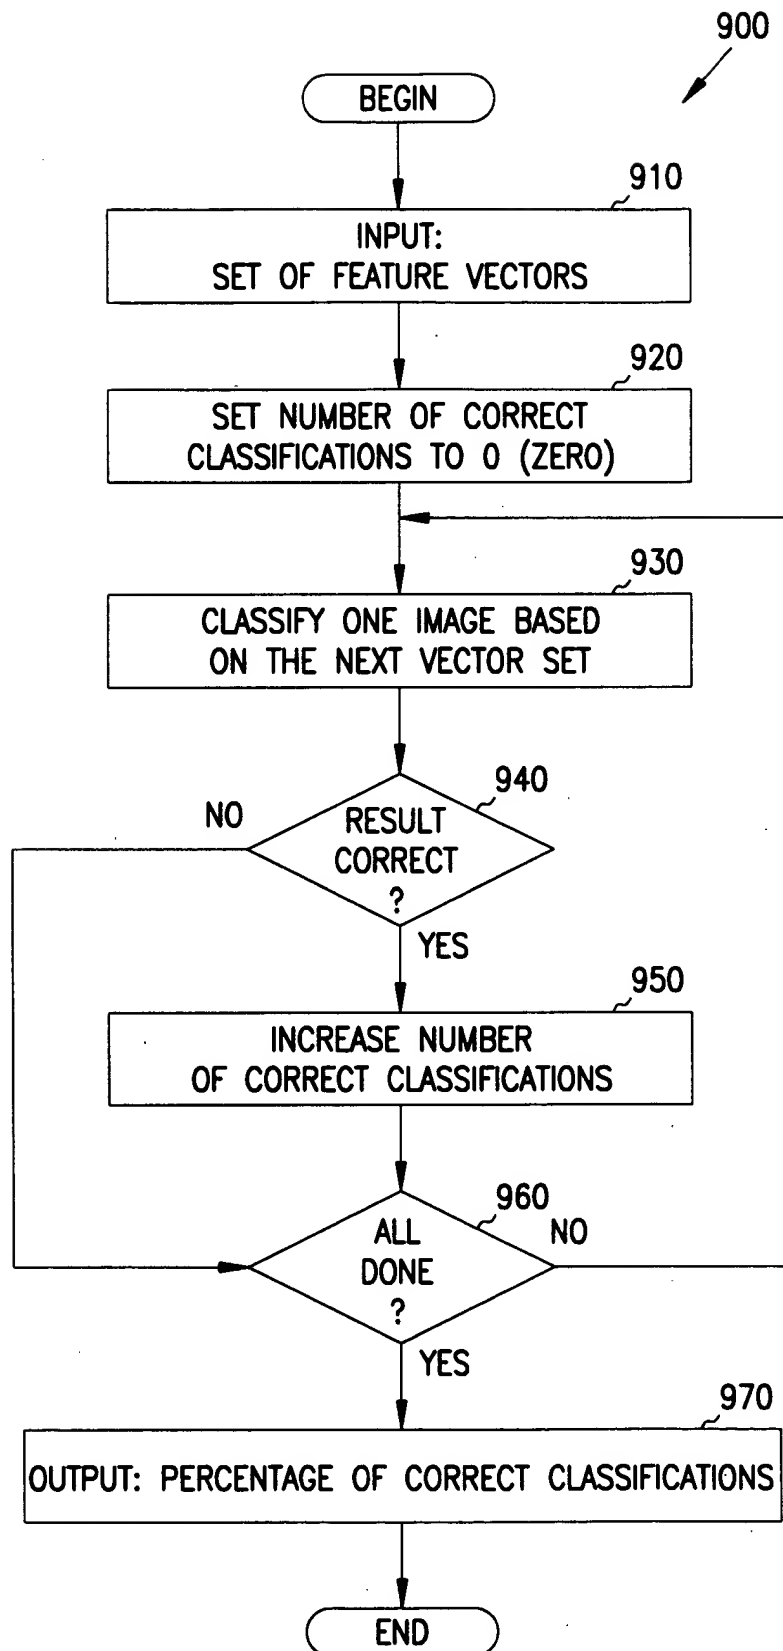 900
BEGIN
910
INPUT:
SET OF FEATURE VECTORS
920
SET NUMBER OF CORRECT
CLASSIFICATIONS TO 0 (ZERO)
930
CLASSIFY ONE IMAGE BASED
ON THE NEXT VECTOR SET
940
NO
RESULT
CORRECT
?
YES
950
INCREASE NUMBER
OF CORRECT CLASSIFICATIONS
960
ALL
DONE
?
NO
YES
970
OUTPUT: PERCENTAGE OF CORRECT CLASSIFICATIONS
END